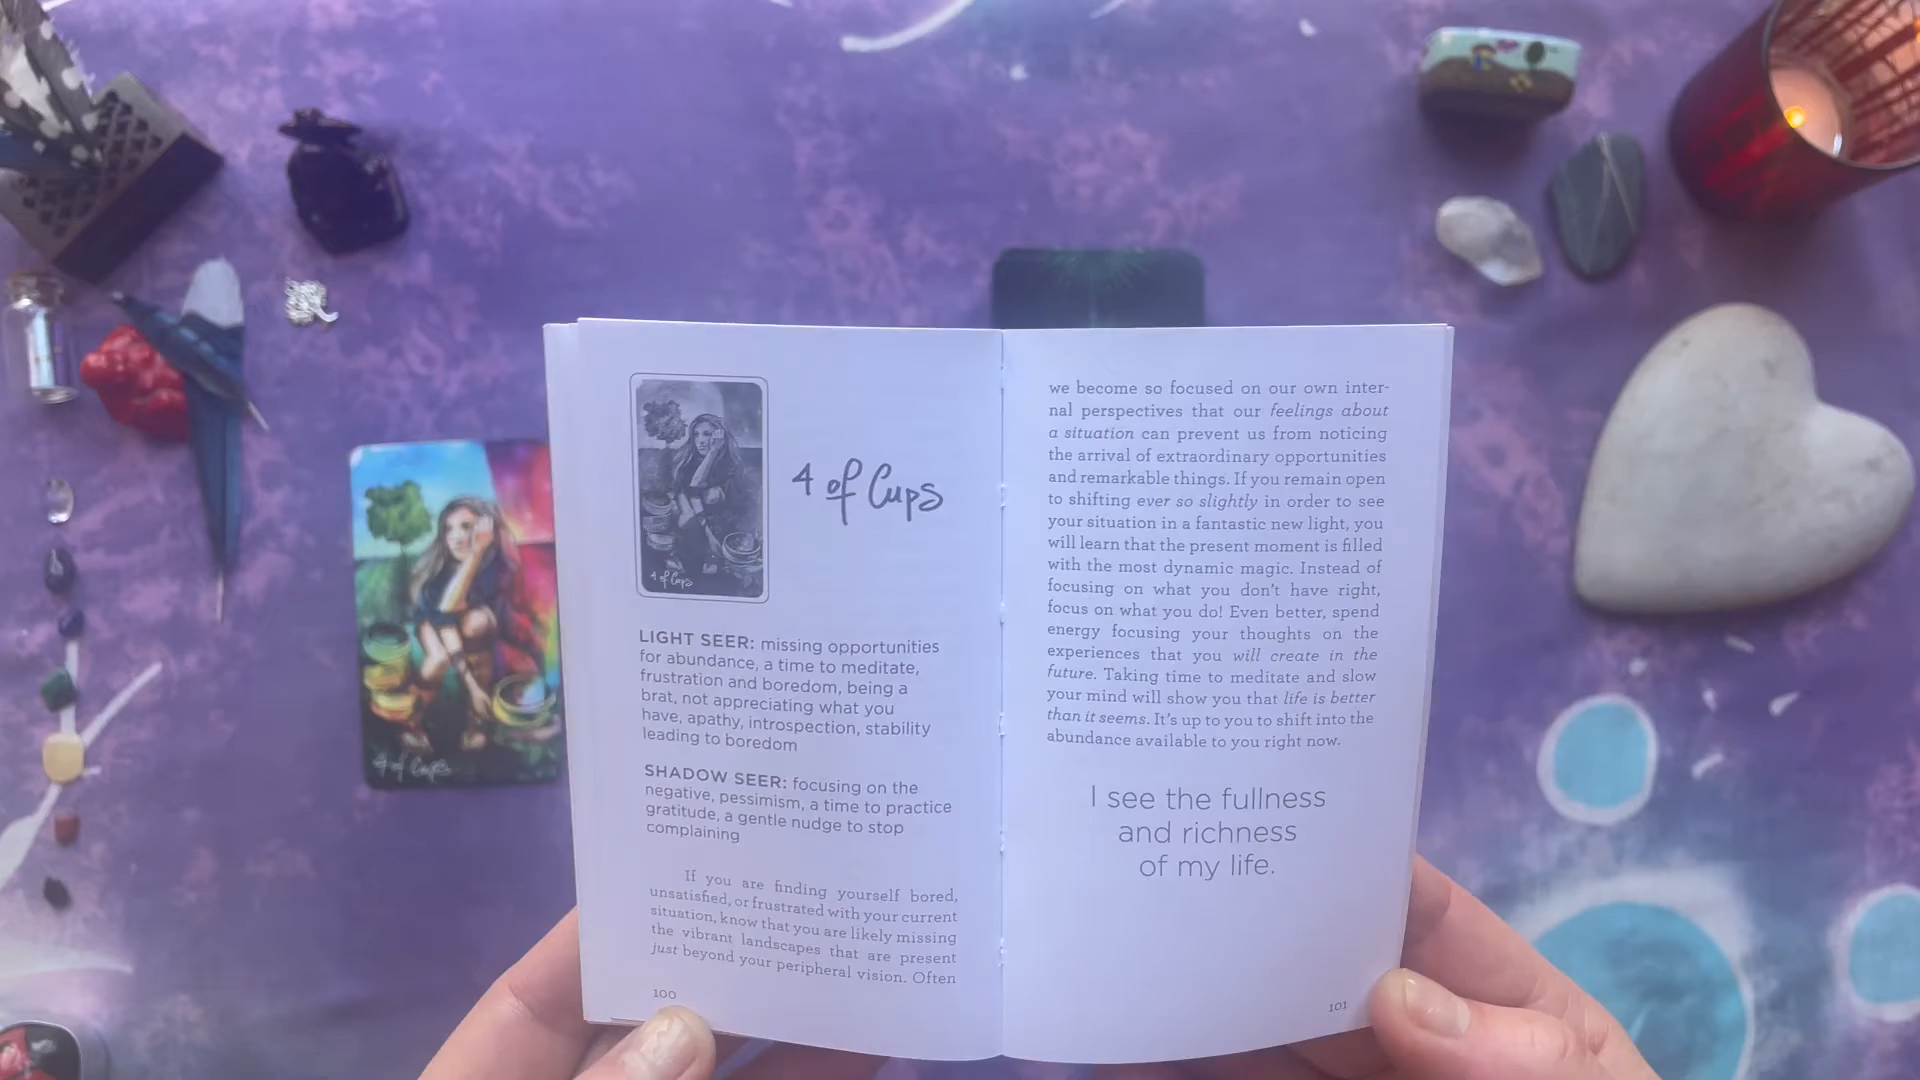 4 of Cups
4 of Cups
4 of Cups
LIGHT SEER: missing opportunities
for abundance, a time to meditate,
frustration and boredom, being a
brat, not appreciating what you
have, apathy, introspection, stability
leading to boredom
SHADOW SEER: focusing on the
negative, pessimism, a time to practice
gratitude, a gentle nudge to stop
complaining
If you are finding yourself bored,
unsatisfied, or frustrated with your current
situation, know that you are likely missing
the vibrant landscapes that are present
just beyond your peripheral vision. Often
100
we become so focused on our own inter-
nal perspectives that our feelings about
a situation can prevent us from noticing
the arrival of extraordinary opportunities
and remarkable things. If you remain open
to shifting ever so slightly in order to see
your situation in a fantastic new light, you
will learn that the present moment is filled
with the most dynamic magic. Instead of
focusing on what you don't have right,
focus on what you do! Even better, spend
energy focusing your thoughts on the
experiences that you will create in the
future. Taking time to meditate and slow
your mind will show you that life is better
than it seems. It's up to you to shift into the
abundance available to you right now.
I see the fullness
and richness
of my life.
101